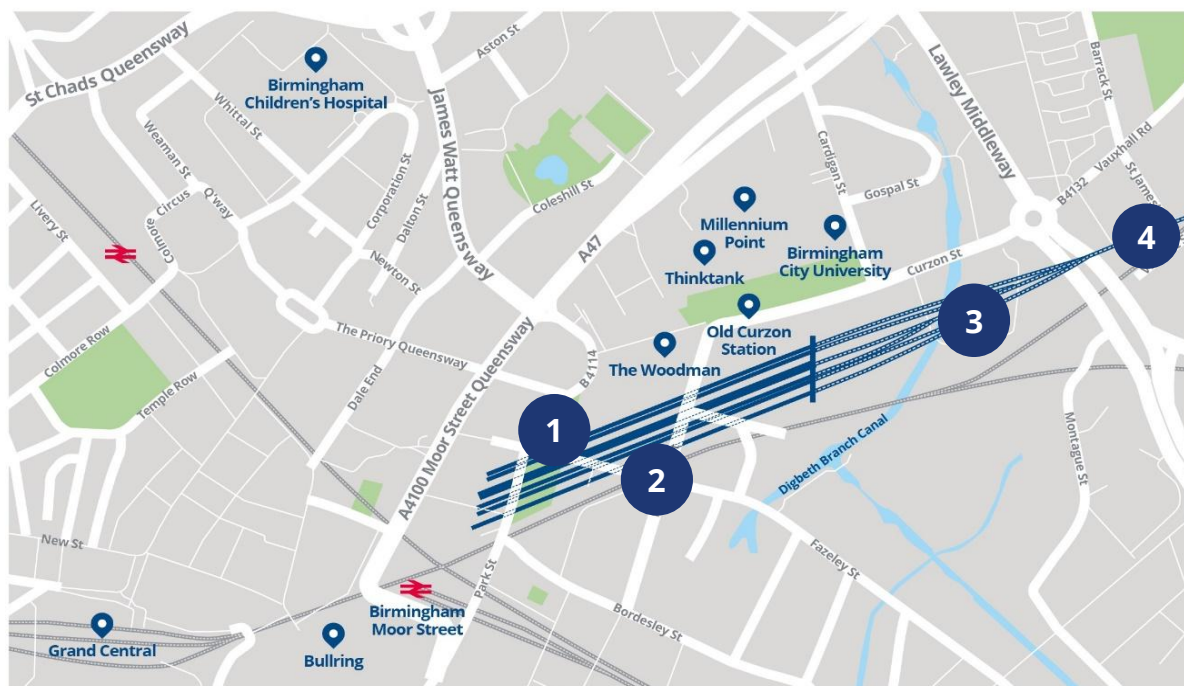 St Chads Queensway
Birmingham
Children's Hospital
Whittal St
Weaman St
Aston St
James Watt Queensway
Lawley Middleway
Barrack St
Vauxhall Rd
B4132
St James
Cardigan St
Gospal St
Corporation St
Dalton St
Coleshill St
Livery St
Colmore
Circus
Q'way
Newton St
A47
Millennium
Point
Thinktank
Birmingham
City University
Curzon St
4
3
Old Curzon
Station
The Woodman
The Priory Queensway
B4114
Colmore Row
Temple Row
Dale End
A4100 Moor Street Queensway
1
2
Digbeth Branch Canal
Montague St
Fazeley St
New St
Park St
Bordesley St
Birmingham
Moor Street
Grand Central
Bullring